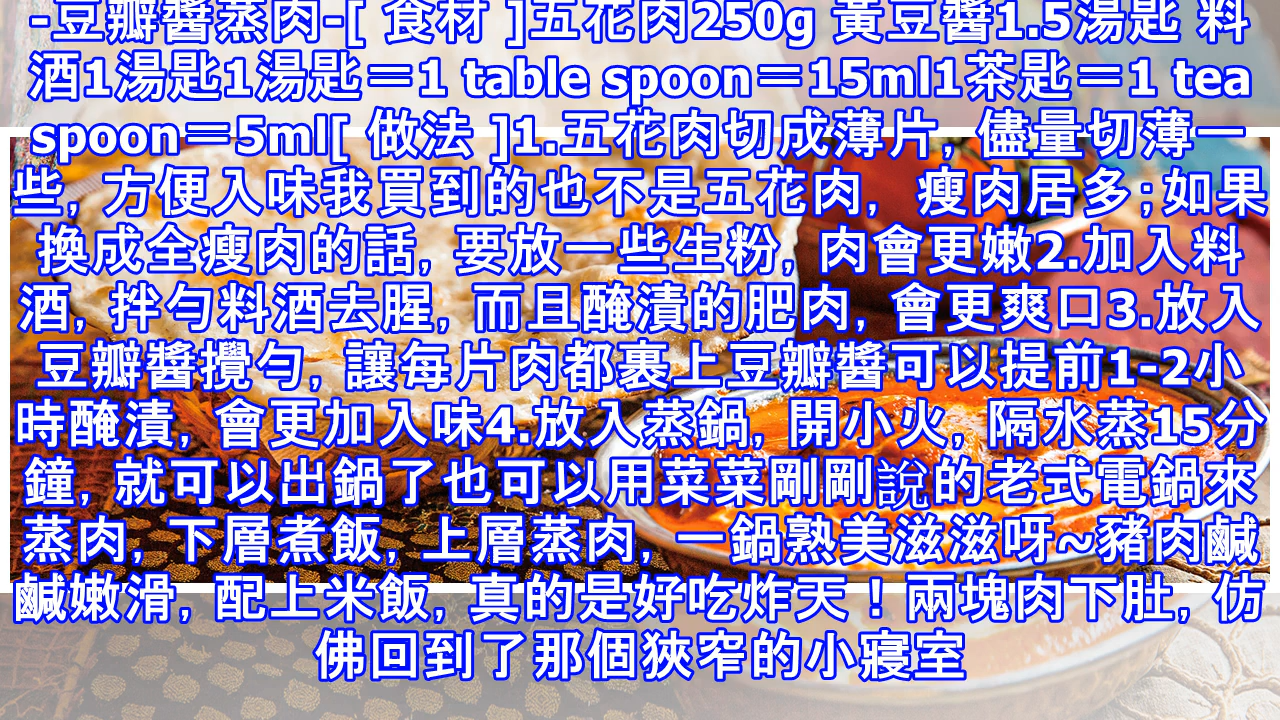 -豆瓣醬蒸肉-[ 食材 ]五花肉250g 黃豆醬1.5湯匙 料
酒1湯匙1湯匙＝1 table spoon＝15ml1茶匙＝1 tea
spoon＝5ml[ 做法 ]1.五花肉切成薄片, 儘量切薄一
些, 方便入味我買到的也不是五花肉, 瘦肉居多;如果
換成全瘦肉的話, 要放一些生粉, 肉會更嫩2.加入料
酒, 拌勻料酒去腥, 而且醃漬的肥肉, 會更爽口3.放入
豆瓣醬攪勻, 讓每片肉都裹上豆瓣醬可以提前1-2小
時醃漬, 會更加入味4.放入蒸鍋, 開小火, 隔水蒸15分
鐘, 就可以出鍋了也可以用菜菜剛剛說的老式電鍋來
蒸肉, 下層煮飯, 上層蒸肉, 一鍋熟美滋滋呀~豬肉鹹
鹹嫩滑, 配上米飯, 真的是好吃炸天！兩塊肉下肚, 仿
佛回到了那個狹窄的小寢室